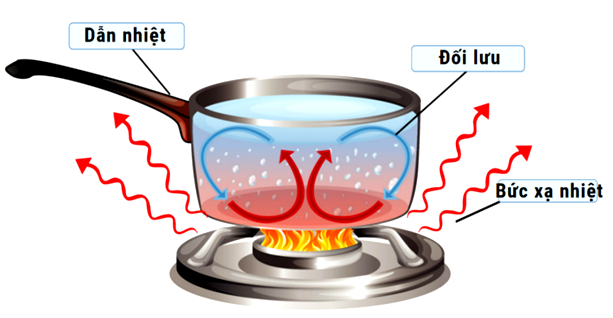 Dẫn nhiệt
Đối lưu
Bức xạ nhiệt